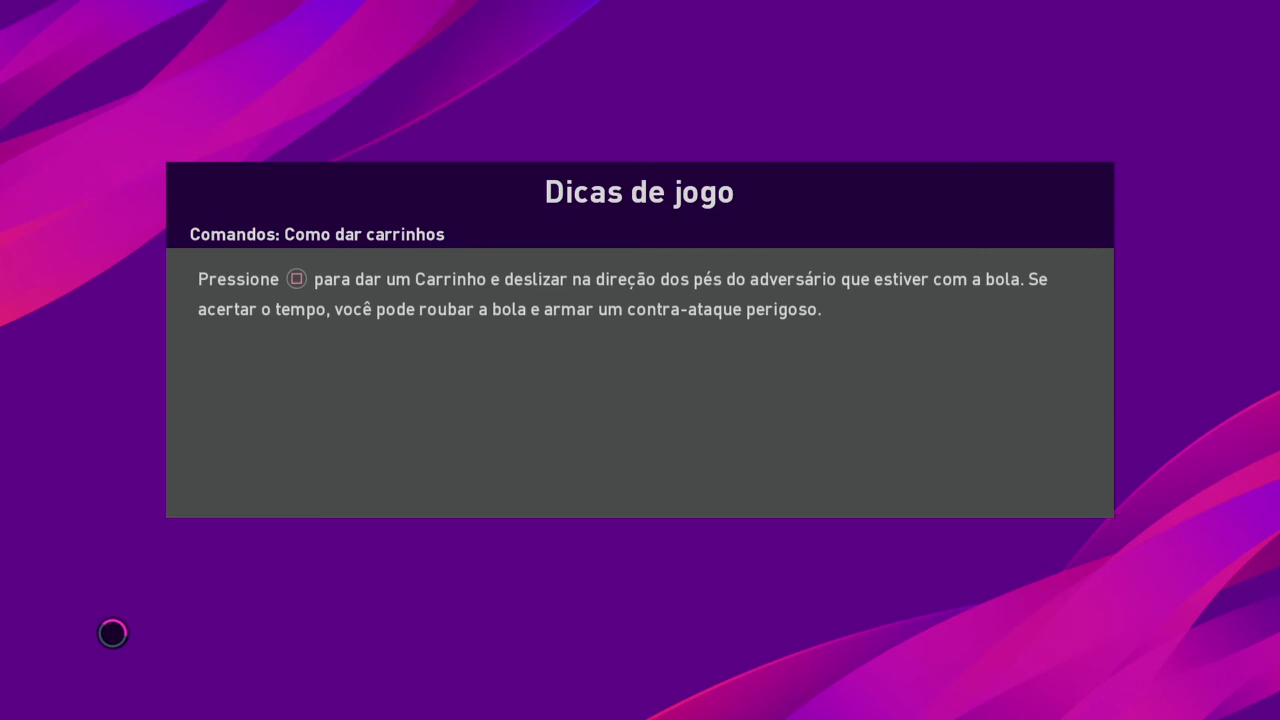 Dicas de jogo
Comandos: Como dar carrinhos
Pressione para dar um Carrinho e deslizar na direção dos pés do adversário que estiver com a bola. Se
acertar o tempo, você pode roubar a bola e armar um contra-ataque perigoso.